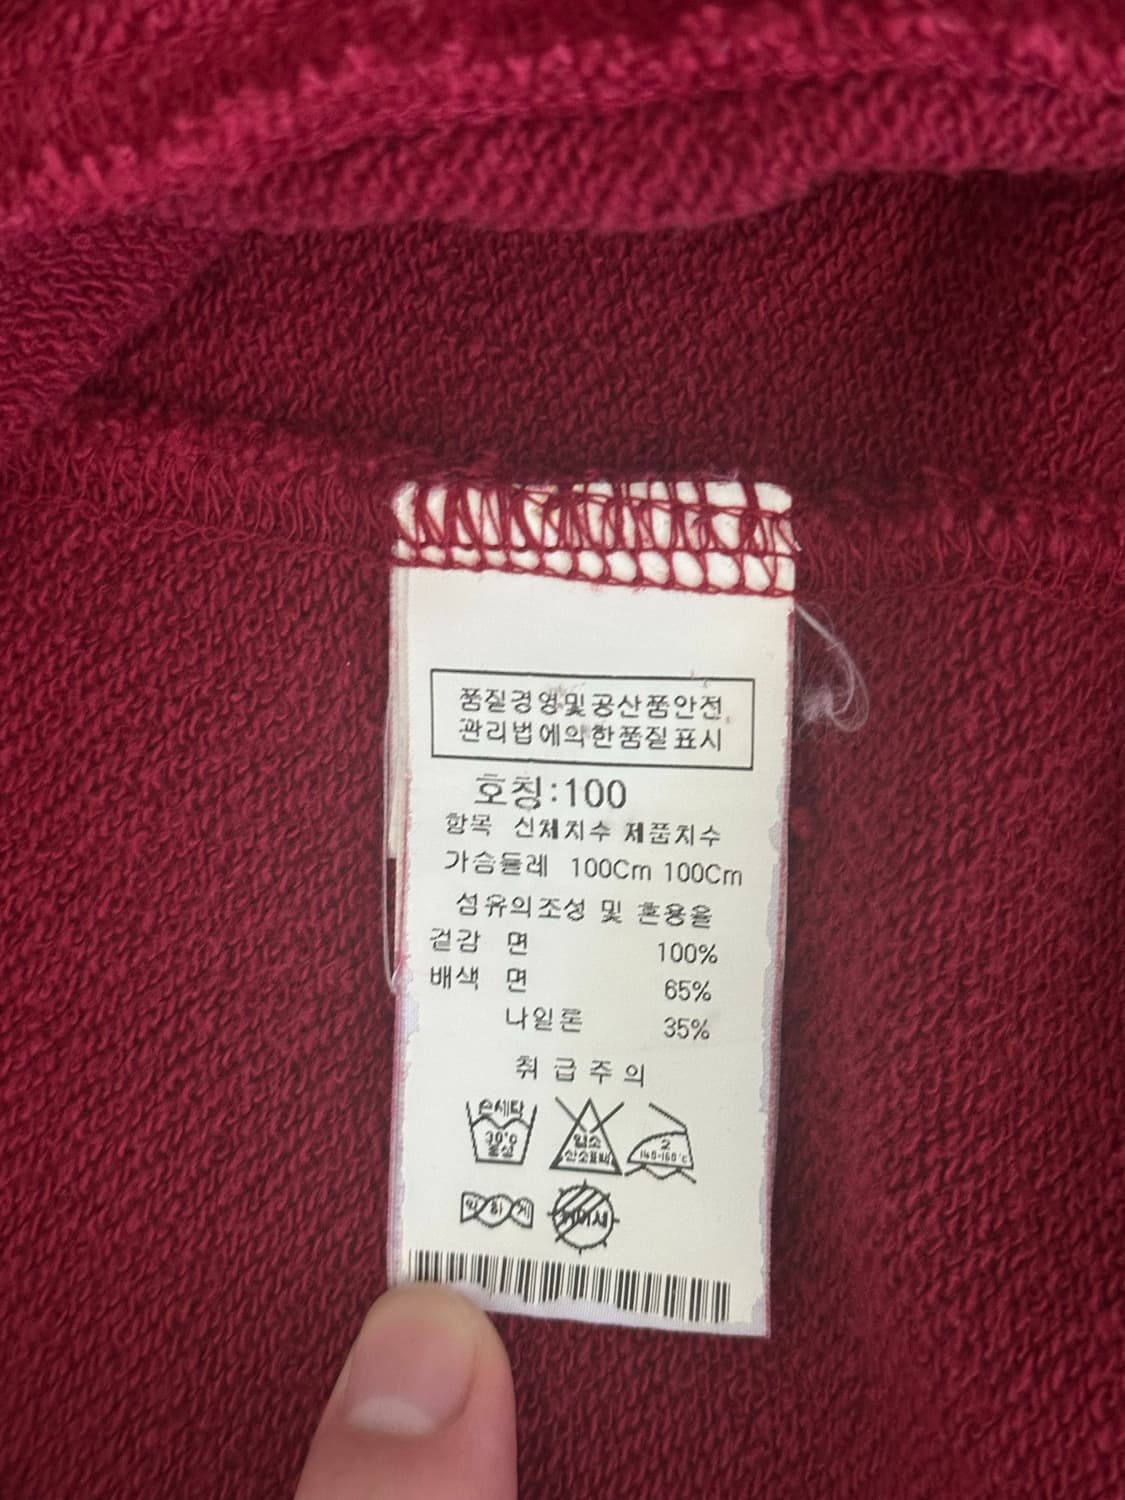 품질경영및공산품안전
관리법에의한품질표시
호칭:100
항목 신체치수 제품치수
가슴둘레 100Cm 100Cm
섬유의조성 및 혼용율
겉감 면 100%
배색 면 65%
나일론 35%
취급주의
손세탁
30°C
중성
염소
산소표백
2
140-160°C
약하게